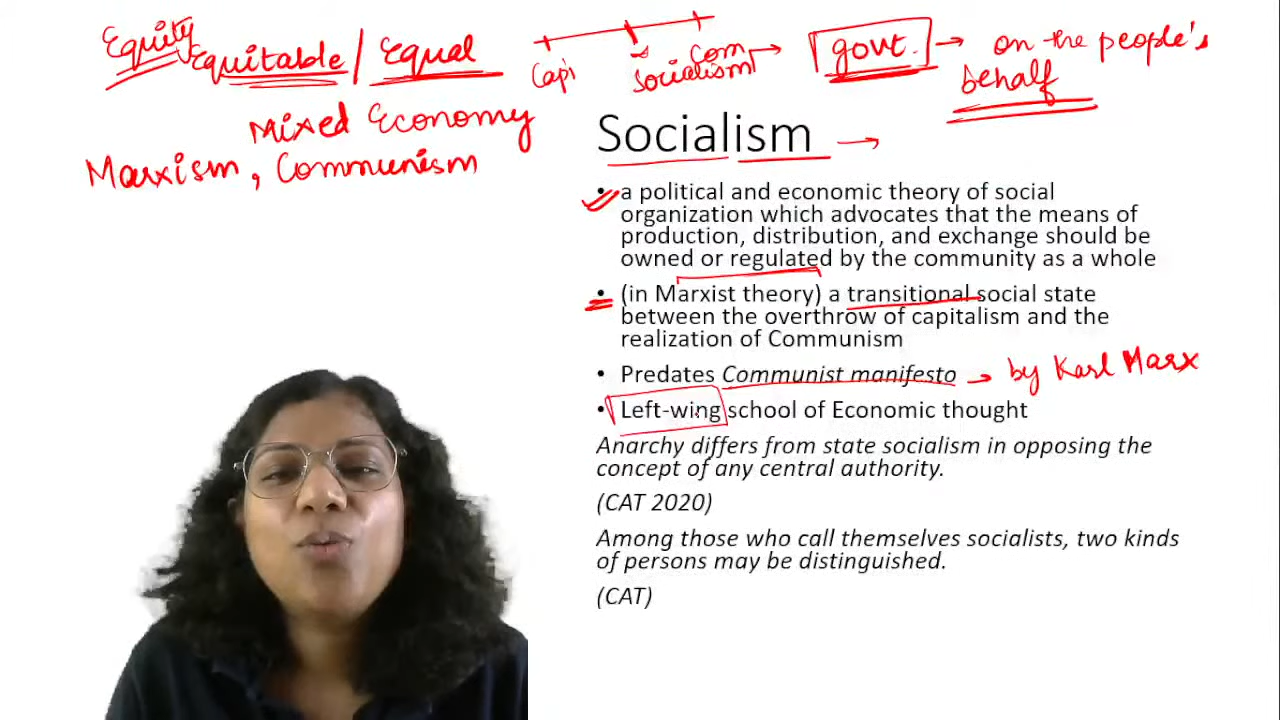 Equity
Equitable / Equal
Mixed Economy
Marxism, Communism
Cap's
Socialism
Com
govt.
on the people's
behalf
Socialism
• a political and economic theory of social
organization which advocates that the means of
production, distribution, and exchange should be
owned or regulated by the community as a whole
• (in Marxist theory) a transitional social state
between the overthrow of capitalism and the
realization of Communism
• Predates Communist manifesto → by Karl Marx
• Left-wing school of Economic thought
Anarchy differs from state socialism in opposing the
concept of any central authority.
(CAT 2020)
Among those who call themselves socialists, two kinds
of persons may be distinguished.
(CAT)